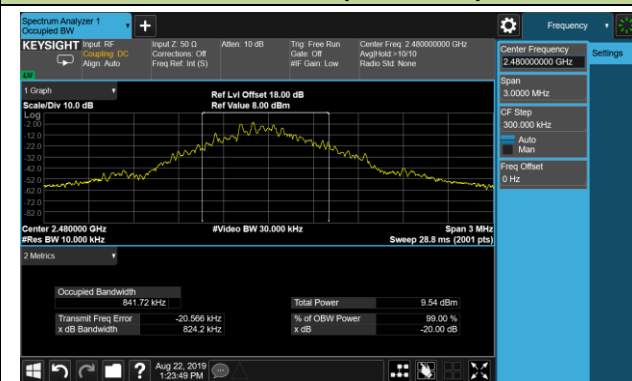 Spectrum Analyzer 1
Occupied BW
Frequency
KEYSIGHT
Input: RF
Coupling: DC
Align: Auto
Input Z: 50 Ω
Corrections: Off
Freq Ref: Int (S)
Atten: 10 dB
Trig: Free Run
Gate: Off
#IF Gain: Low
Center Freq: 2.480000000 GHz
Avg|Hold:>10/10
Radio Std: None
Center Frequency
2.480000000 GHz
Settings
Span
3.0000 MHz
CF Step
300.000 kHz
Auto
Man
Freq Offset
0 Hz
1 Graph
Scale/Div 10.0 dB
Ref Lvl Offset 18.00 dB
Ref Value 8.00 dBm
Log
-2.00
-12.0
-22.0
-32.0
-42.0
-52.0
-62.0
-72.0
-82.0
Center 2.480000 GHz
#Res BW 10.000 kHz
#Video BW 30.000 kHz
Span 3 MHz
Sweep 28.8 ms (2001 pts)
2 Metrics
Occupied Bandwidth
841.72 kHz
Total Power 9.54 dBm
Transmit Freq Error -20.566 kHz
% of OBW Power 99.00 %
x dB Bandwidth 824.2 kHz
x dB -20.00 dB
Aug 22, 2019
1:23:49 PM